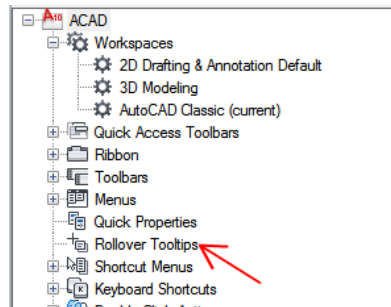 A10 ACAD
Workspaces
2D Drafting & Annotation Default
3D Modeling
AutoCAD Classic (current)
Quick Access Toolbars
Ribbon
Toolbars
Menus
Quick Properties
Rollover Tooltips
Shortcut Menus
Keyboard Shortcuts